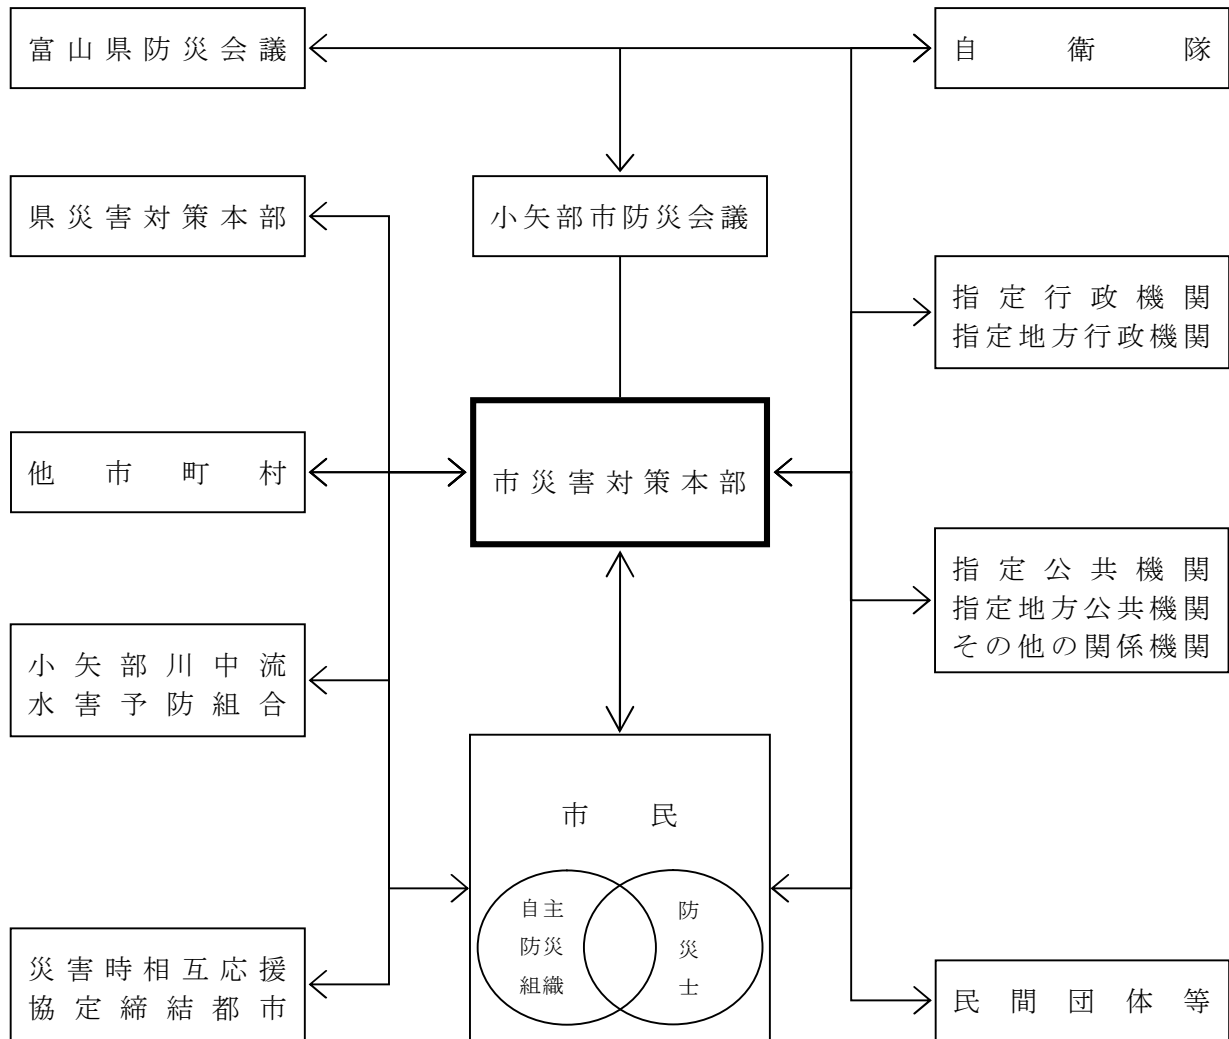 富山県防災会議
自衛隊
県災害対策本部
小矢部市防災会議
指定行政機関
指定地方行政機関
他市町村
市災害対策本部
指定公共機関
指定地方公共機関
その他の関係機関
小矢部川中流
水害予防組合
市民
自主
防災
組織
防
災
士
災害時相互応援
協定締結都市
民間団体等